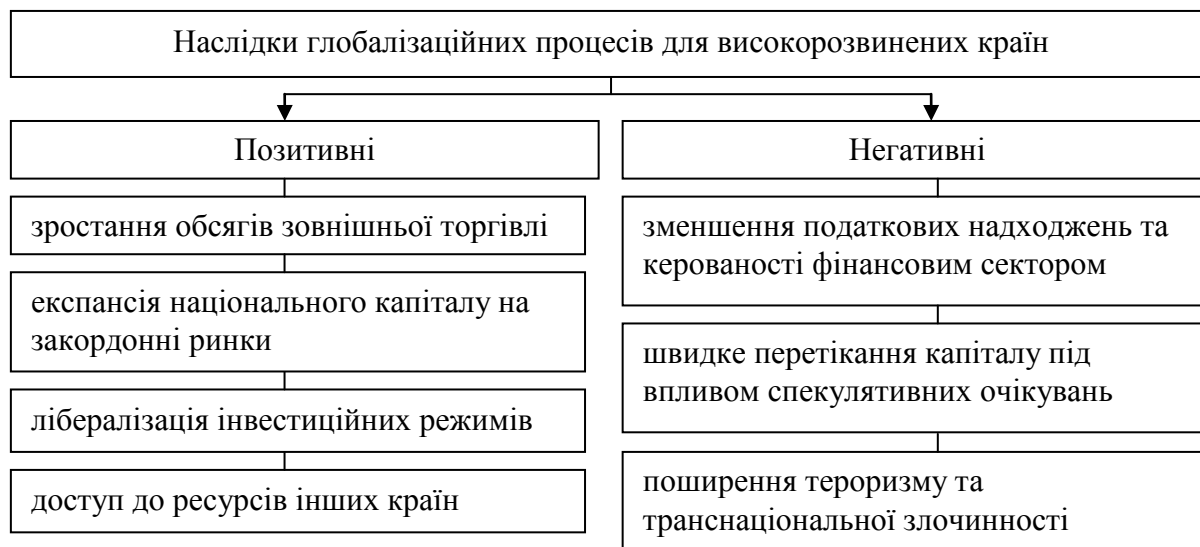 Наслідки глобалізаційних процесів для високорозвинених країн
Позитивні
зростання обсягів зовнішньої торгівлі
експансія національного капіталу на
закордонні ринки
лібералізація інвестиційних режимів
доступ до ресурсів інших країн
Негативні
зменшення податкових надходжень та
керованості фінансовим сектором
швидке перетікання капіталу під
впливом спекулятивних очікувань
поширення тероризму та
транснаціональної злочинності